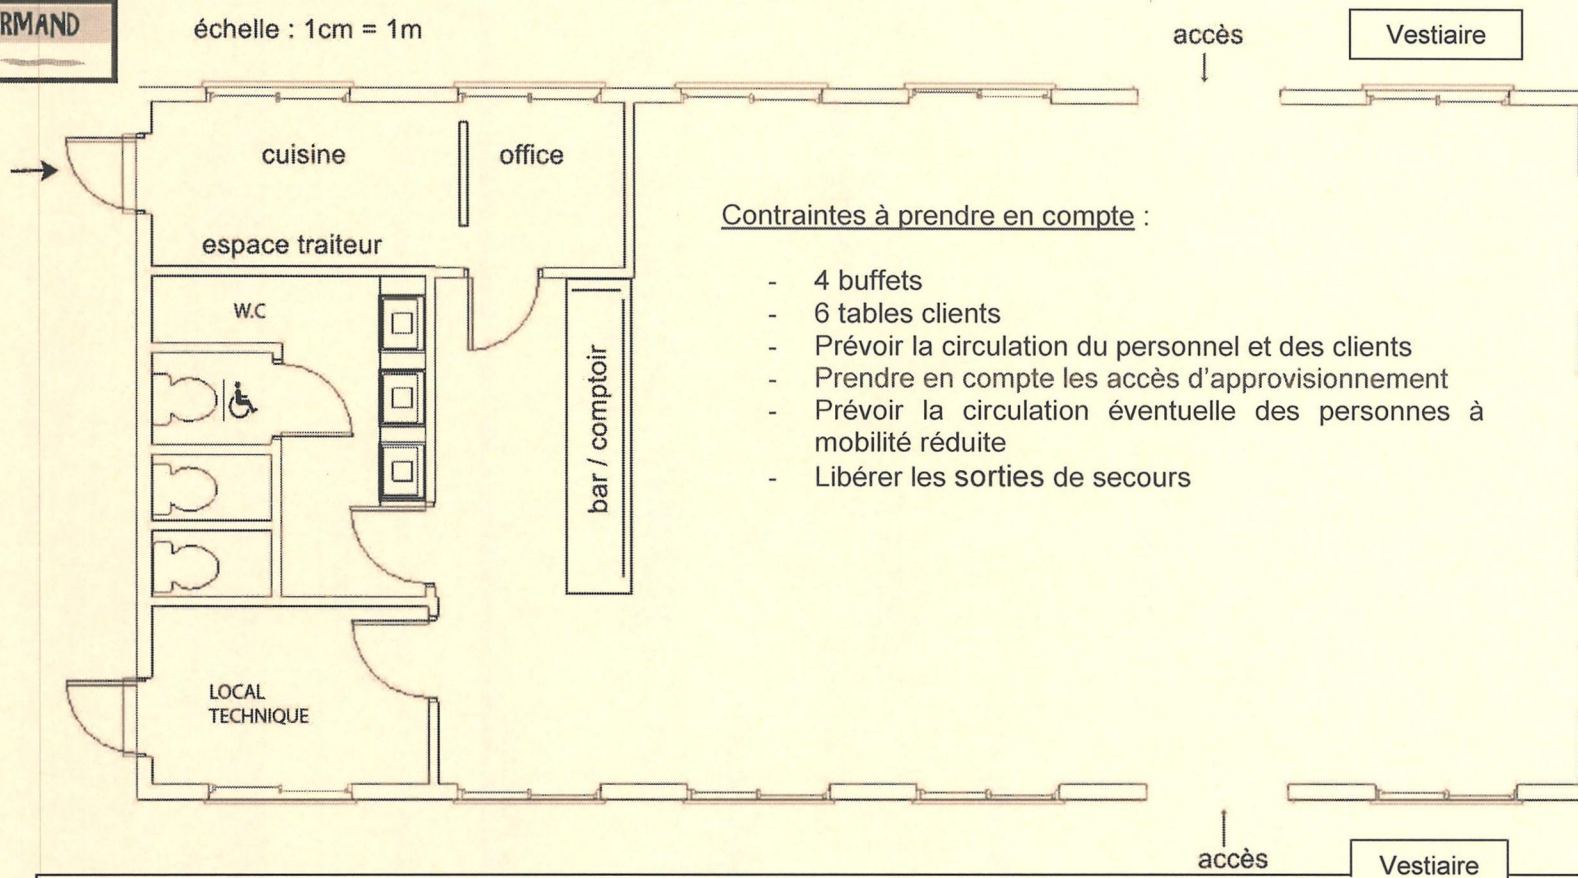 RMAND
échelle : 1cm = 1m
accès
Vestiaire
cuisine
office
espace traiteur
W.C
bar / comptoir
LOCAL
TECHNIQUE
Contraintes à prendre en compte :
- 4 buffets
- 6 tables clients
- Prévoir la circulation du personnel et des clients
- Prendre en compte les accès d'approvisionnement
- Prévoir la circulation éventuelle des personnes à
mobilité réduite
- Libérer les sorties de secours
accès
Vestiaire